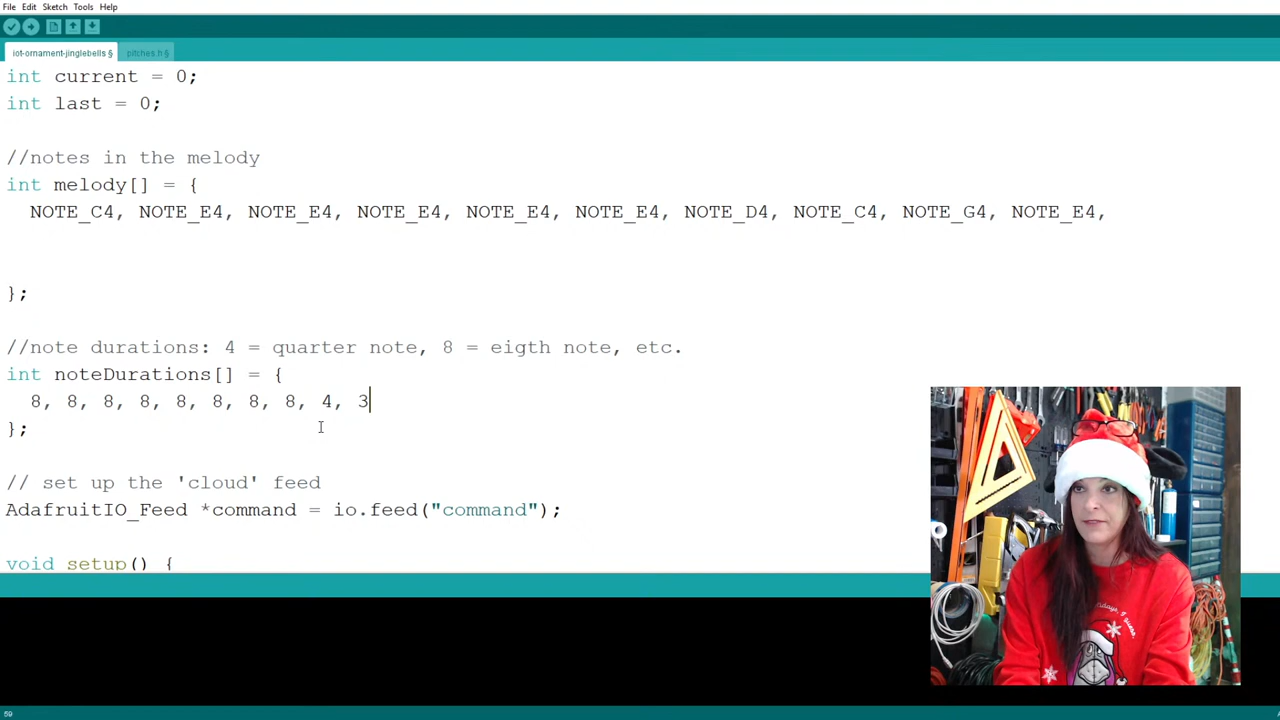 File Edit Sketch Tools Help
iot-ornament-jinglebells § pitches.h §
int current = 0;
int last = 0;
//notes in the melody
int melody[] = {
NOTE_C4, NOTE_E4, NOTE_E4, NOTE_E4, NOTE_E4, NOTE_E4, NOTE_D4, NOTE_C4, NOTE_G4, NOTE_E4,
};
//note durations: 4 = quarter note, 8 = eigth note, etc.
int noteDurations[] = {
8, 8, 8, 8, 8, 8, 8, 8, 4, 3
};
// set up the 'cloud' feed
AdafruitIO_Feed *command = io.feed("command");
void setup() {
59